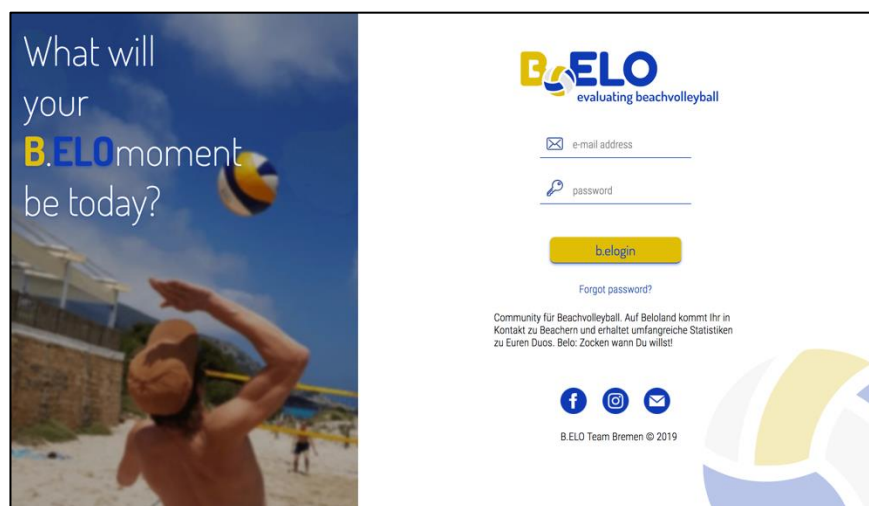 What will
your
B.ELOmoment
be today?
B.ELO
evaluating beachvolleyball
e-mail address
password
b.elogin
Forgot password?
Community für Beachvolleyball. Auf Beloland kommt Ihr in
Kontakt zu Beachern und erhaltet umfangreiche Statistiken
zu Euren Duos. Belo: Zocken wann Du willst!
B.ELO Team Bremen © 2019